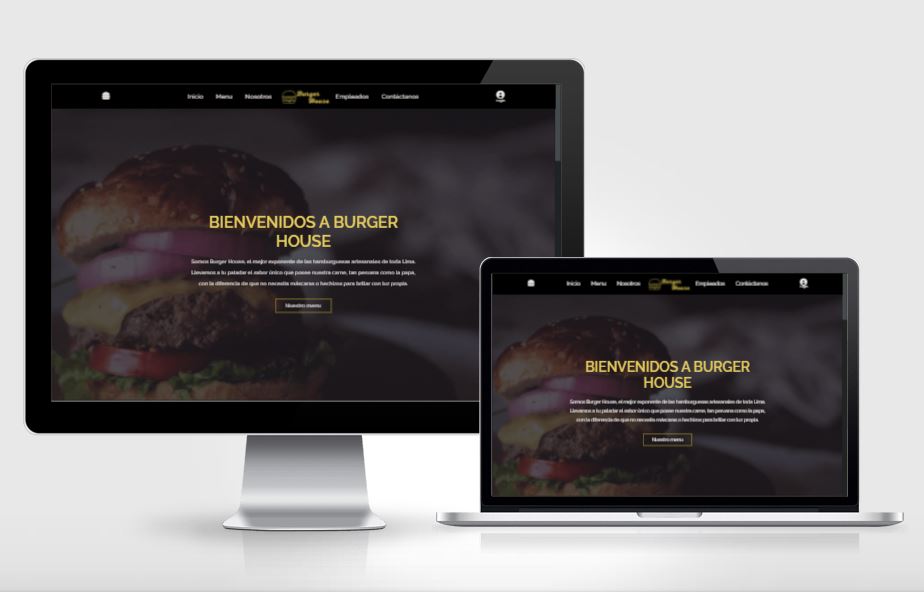 Inicio Menu Nosotros Burger House Empleados Contáctanos
BIENVENIDOS A BURGER
HOUSE
Somos Burger House, el mejor exponente de las hamburguesas artesanales de toda Lima.
Llevamos a tu paladar el sabor único que posee nuestra carne, tan peruana como la papa,
con la diferencia de que no necesita máscaras o hechizos para brillar con luz propia.
Nuestro menu
Inicio Menu Nosotros Burger House Empleados Contáctanos
BIENVENIDOS A BURGER
HOUSE
Somos Burger House, el mejor exponente de las hamburguesas artesanales de toda Lima.
Llevamos a tu paladar el sabor único que posee nuestra carne, tan peruana como la papa,
con la diferencia de que no necesita máscaras o hechizos para brillar con luz propia.
Nuestro menu